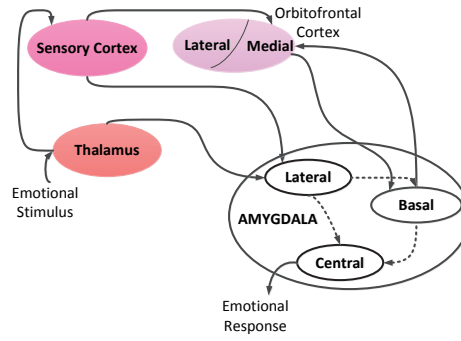 Orbitofrontal
Cortex
Sensory Cortex
Lateral
Medial
Thalamus
Emotional
Stimulus
Lateral
Basal
AMYGDALA
Central
Emotional
Response